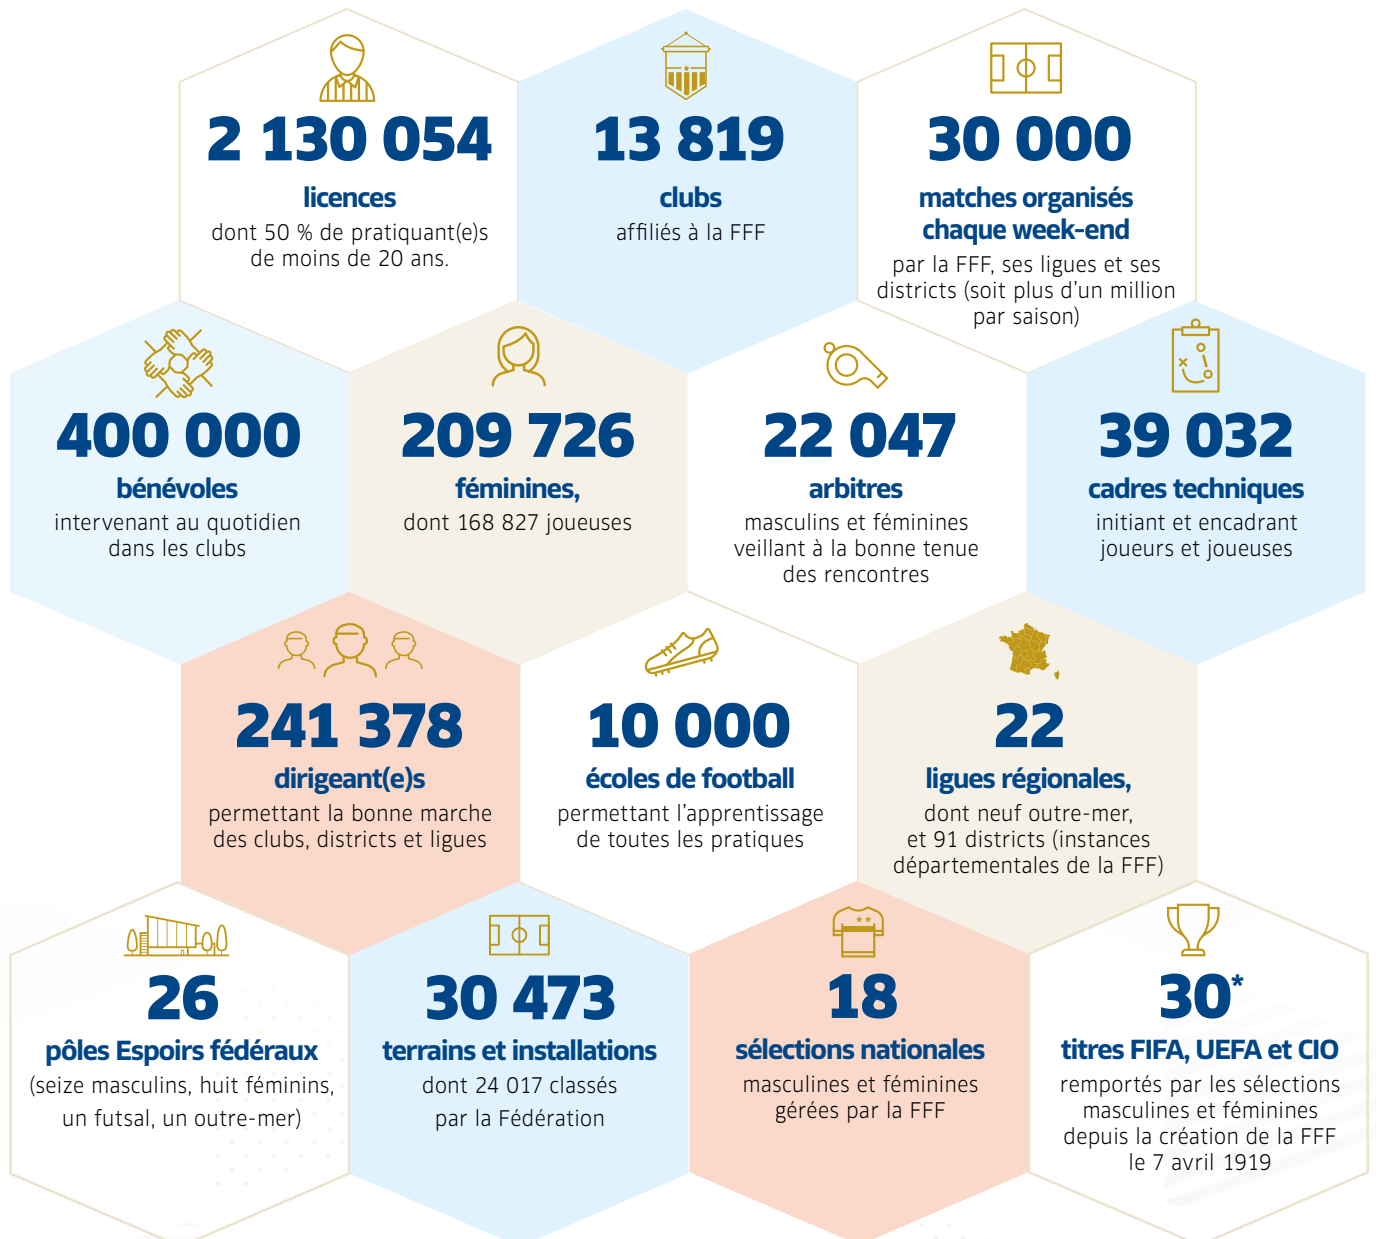 2 130 054
licences
dont 50 % de pratiquant(e)s
de moins de 20 ans.
13 819
clubs
affiliés à la FFF
30 000
matches organisés
chaque week-end
par la FFF, ses ligues et ses
districts (soit plus d’un million
par saison)
400 000
bénévoles
intervenant au quotidien
dans les clubs
209 726
féminines,
dont 168 827 joueuses
22 047
arbitres
masculins et féminines
veillant à la bonne tenue
des rencontres
39 032
cadres techniques
initiant et encadrant
joueurs et joueuses
241 378
dirigeant(e)s
permettant la bonne marche
des clubs, districts et ligues
10 000
écoles de football
permettant l’apprentissage
de toutes les pratiques
22
ligues régionales,
dont neuf outre-mer,
et 91 districts (instances
départementales de la FFF)
26
pôles Espoirs fédéraux
(seize masculins, huit féminins,
un futsal, un outre-mer)
30 473
terrains et installations
dont 24 017 classés
par la Fédération
18
sélections nationales
masculines et féminines
gérées par la FFF
30*
titres FIFA, UEFA et CIO
remportés par les sélections
masculines et féminines
depuis la création de la FFF
le 7 avril 1919